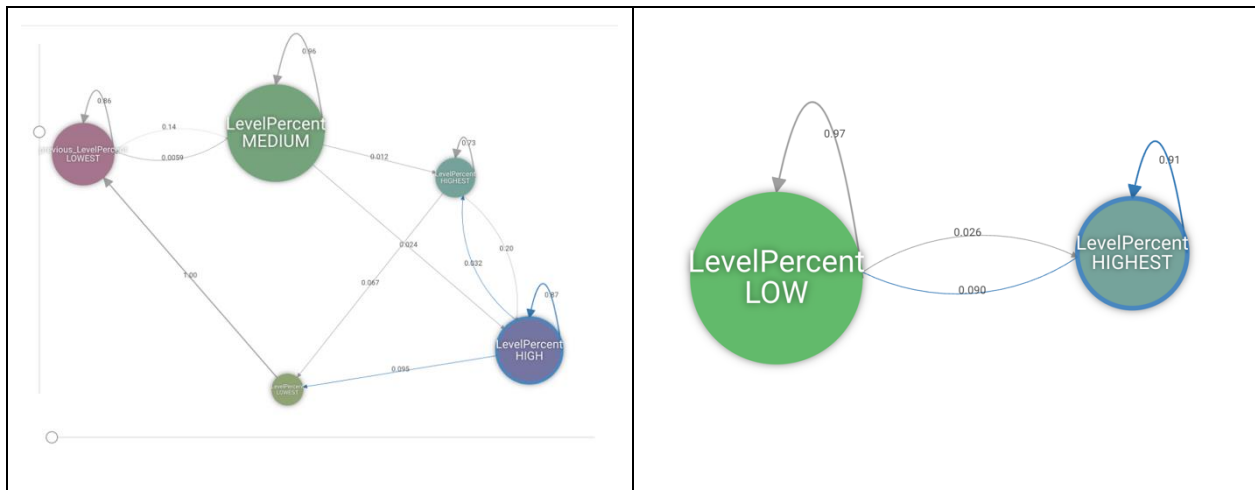 0.96
0.86
LevelPercent
MEDIUM
0.14
0.73
previous_LevelPercent
LOWEST
0.0059
0.012
LevelPercent
HIGHEST
0.024
0.20
0.032
1.00
0.067
0.87
LevelPercent
HIGH
0.095
LevelPercent
LOWEST
0.97
0.91
0.026
LevelPercent
HIGHEST
LevelPercent
LOW
0.090